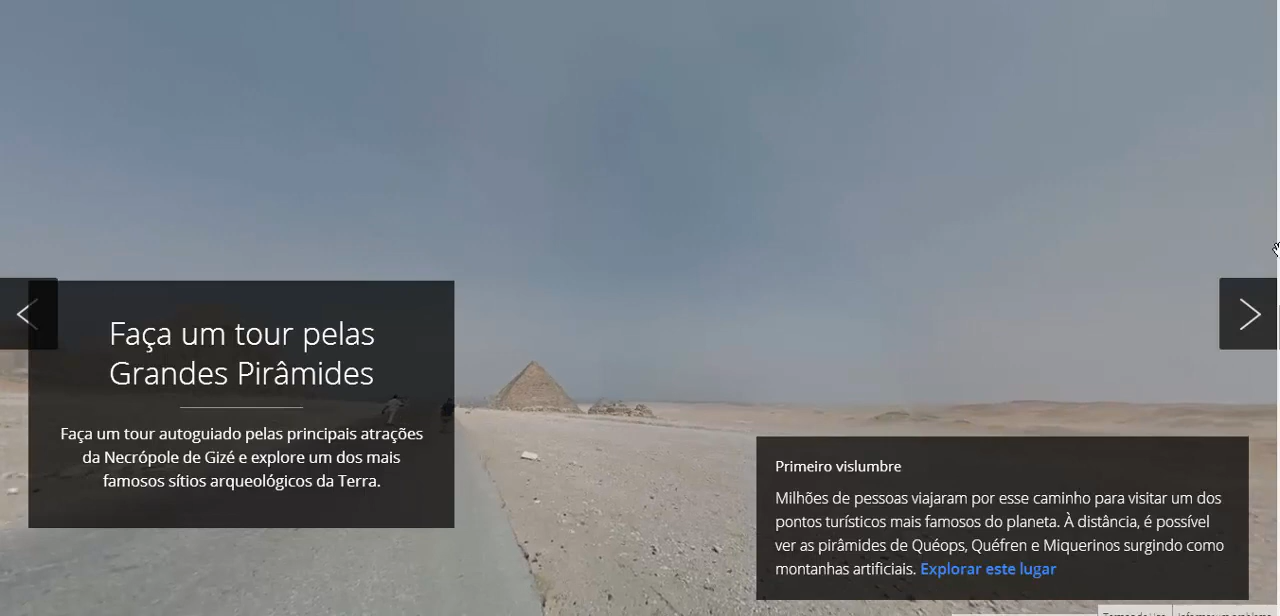 Faça um tour pelas
Grandes Pirâmides
Faça um tour autoguiado pelas principais atrações
da Necrópole de Gizé e explore um dos mais
famosos sítios arqueológicos da Terra.
Primeiro vislumbre
Milhões de pessoas viajaram por esse caminho para visitar um dos
pontos turísticos mais famosos do planeta. À distância, é possível
ver as pirâmides de Quéops, Quéfren e Miquerinos surgindo como
montanhas artificiais. Explorar este lugar